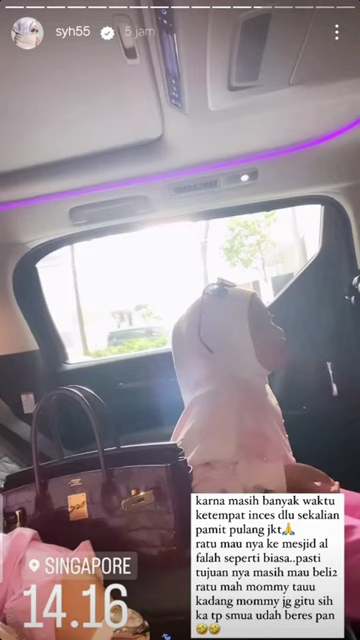 syh55 5 jam
SINGAPORE
14.16
karna masih banyak waktu
ketempat inces dlu sekalian
pamit pulang jkt🙏
ratu mau nya ke mesjid al
falah seperti biasa..pasti
tujuan nya masih mau beliz
ratu mah mommy tauu
kadang mommy jg gitu sih
ka tp smua udah beres pan
🤣🤣